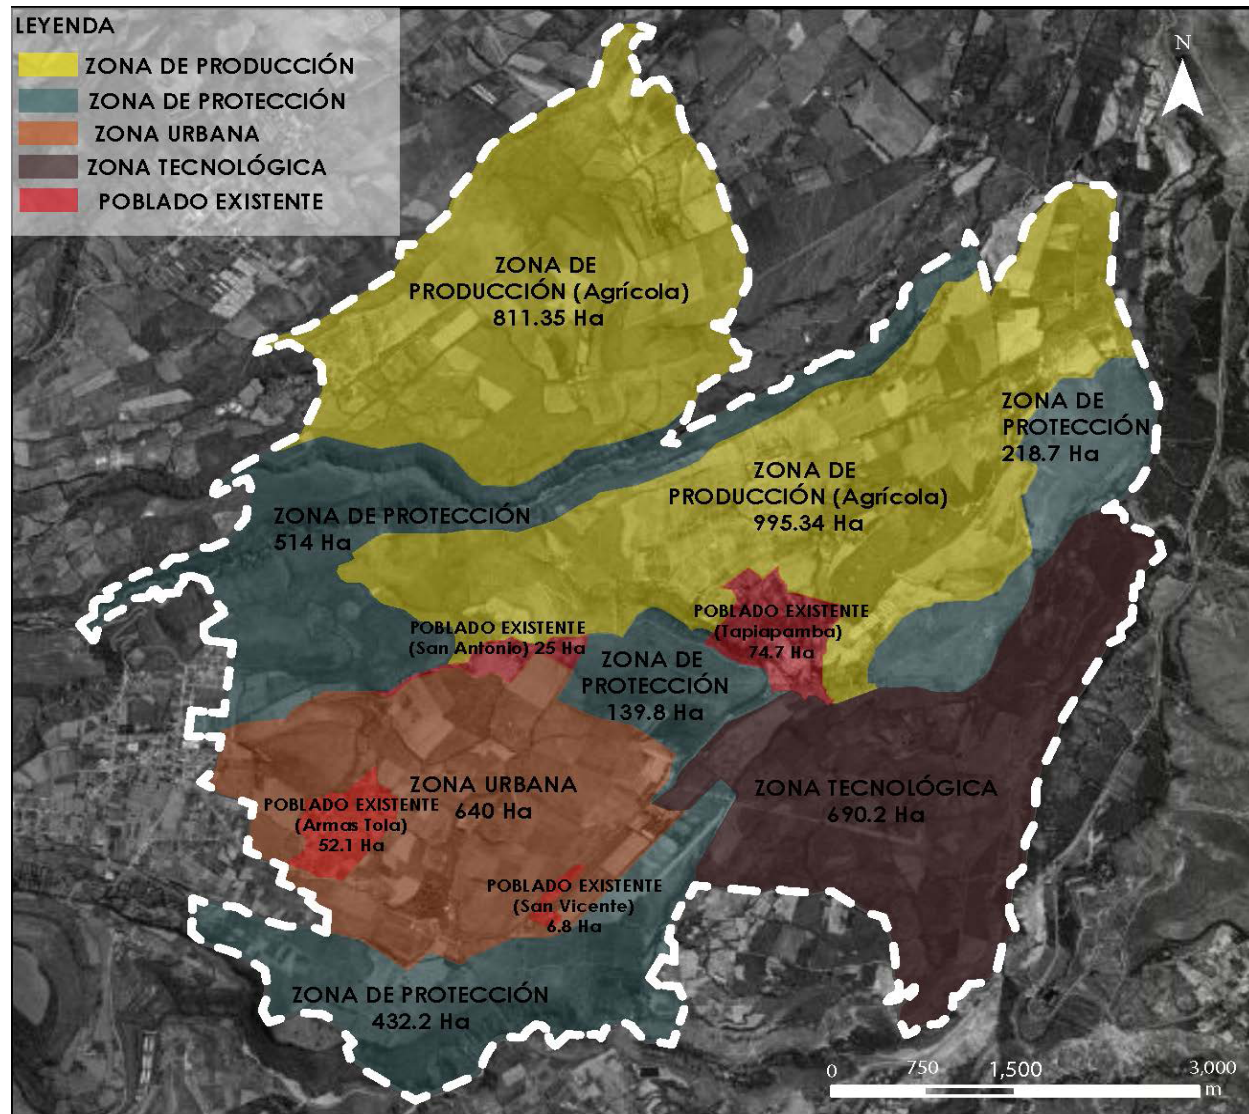 LEYENDA
ZONA DE PRODUCCIÓN
ZONA DE PROTECCIÓN
ZONA URBANA
ZONA TECNOLÓGICA
POBLADO EXISTENTE
N
ZONA DE
PRODUCCIÓN (Agrícola)
811.35 Ha
ZONA DE
PROTECCIÓN
218.7 Ha
ZONA DE
PRODUCCIÓN (Agrícola)
995.34 Ha
ZONA DE PROTECCIÓN
514 Ha
POBLADO EXISTENTE
(San Antonio) 25 Ha
POBLADO EXISTENTE
(Tapiapamba)
74.7 Ha
ZONA DE
PROTECCIÓN
139.8 Ha
ZONA URBANA
640 Ha
ZONA TECNOLÓGICA
690.2 Ha
POBLADO EXISTENTE
(Armas Tola)
52.1 Ha
POBLADO EXISTENTE
(San Vicente)
6.8 Ha
ZONA DE PROTECCIÓN
432.2 Ha
0 750 1,500 3,000
m